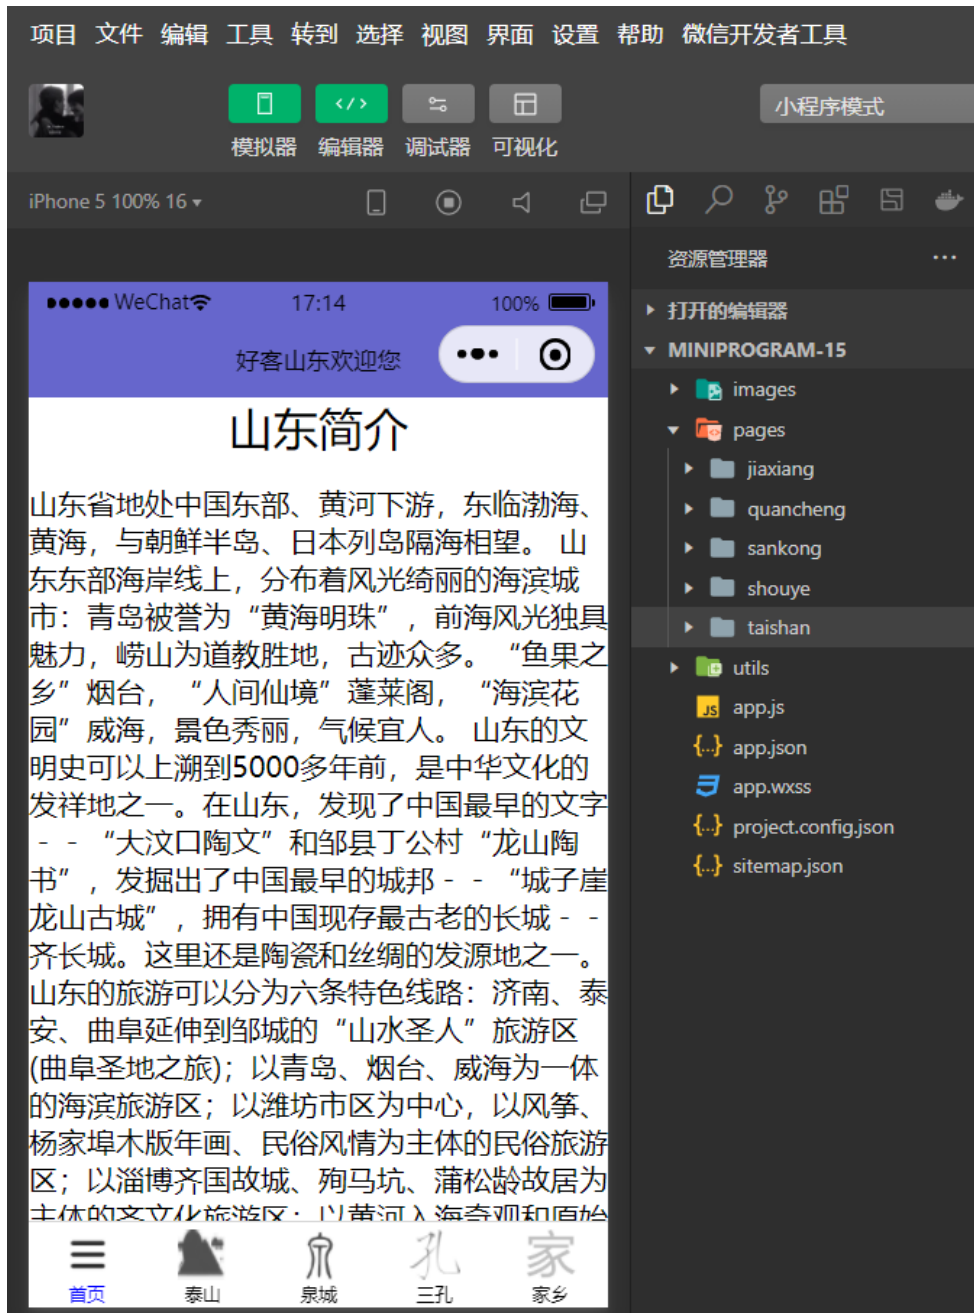 项目 文件 编辑 工具 转到 选择 视图 界面 设置 帮助 微信开发者工具
模拟器 编辑器 调试器 可视化
小程序模式
iPhone 5 100% 16
WeChat 17:14 100%
好客山东欢迎您
山东简介
山东省地处中国东部、黄河下游，东临渤海、
黄海，与朝鲜半岛、日本列岛隔海相望。 山
东东部海岸线上，分布着风光绮丽的海滨城
市：青岛被誉为“黄海明珠”，前海风光独具
魅力，崂山为道教胜地，古迹众多。 “鱼果之
乡”烟台，“人间仙境”蓬莱阁，“海滨花
园”威海，景色秀丽，气候宜人。 山东的文
明史可以上溯到5000多年前，是中华文化的
发祥地之一。在山东，发现了中国最早的文字
－－“大汶口陶文”和邹县丁公村“龙山陶
书”，发掘出了中国最早的城邦－－“城子崖
龙山古城”，拥有中国现存最古老的长城－－
齐长城。这里还是陶瓷和丝绸的发源地之一。
山东的旅游可以分为六条特色线路：济南、泰
安、曲阜延伸到邹城的“山水圣人”旅游区
(曲阜圣地之旅)；以青岛、烟台、威海为一体
的海滨旅游区；以潍坊市区为中心，以风筝、
杨家埠木版年画、民俗风情为主体的民俗旅游
区；以淄博齐国故城、殉马坑、蒲松龄故居为
主体的齐文化旅游区；以黄河入海奇观和原始
泉 孔 家
首页 泰山 泉城 三孔 家乡
资源管理器
打开的编辑器
MINIPROGRAM-15
images
pages
jiaxiang
quancheng
sankong
shouye
taishan
utils
JS app.js
{..} app.json
app.wxss
{..} project.config.json
{..} sitemap.json